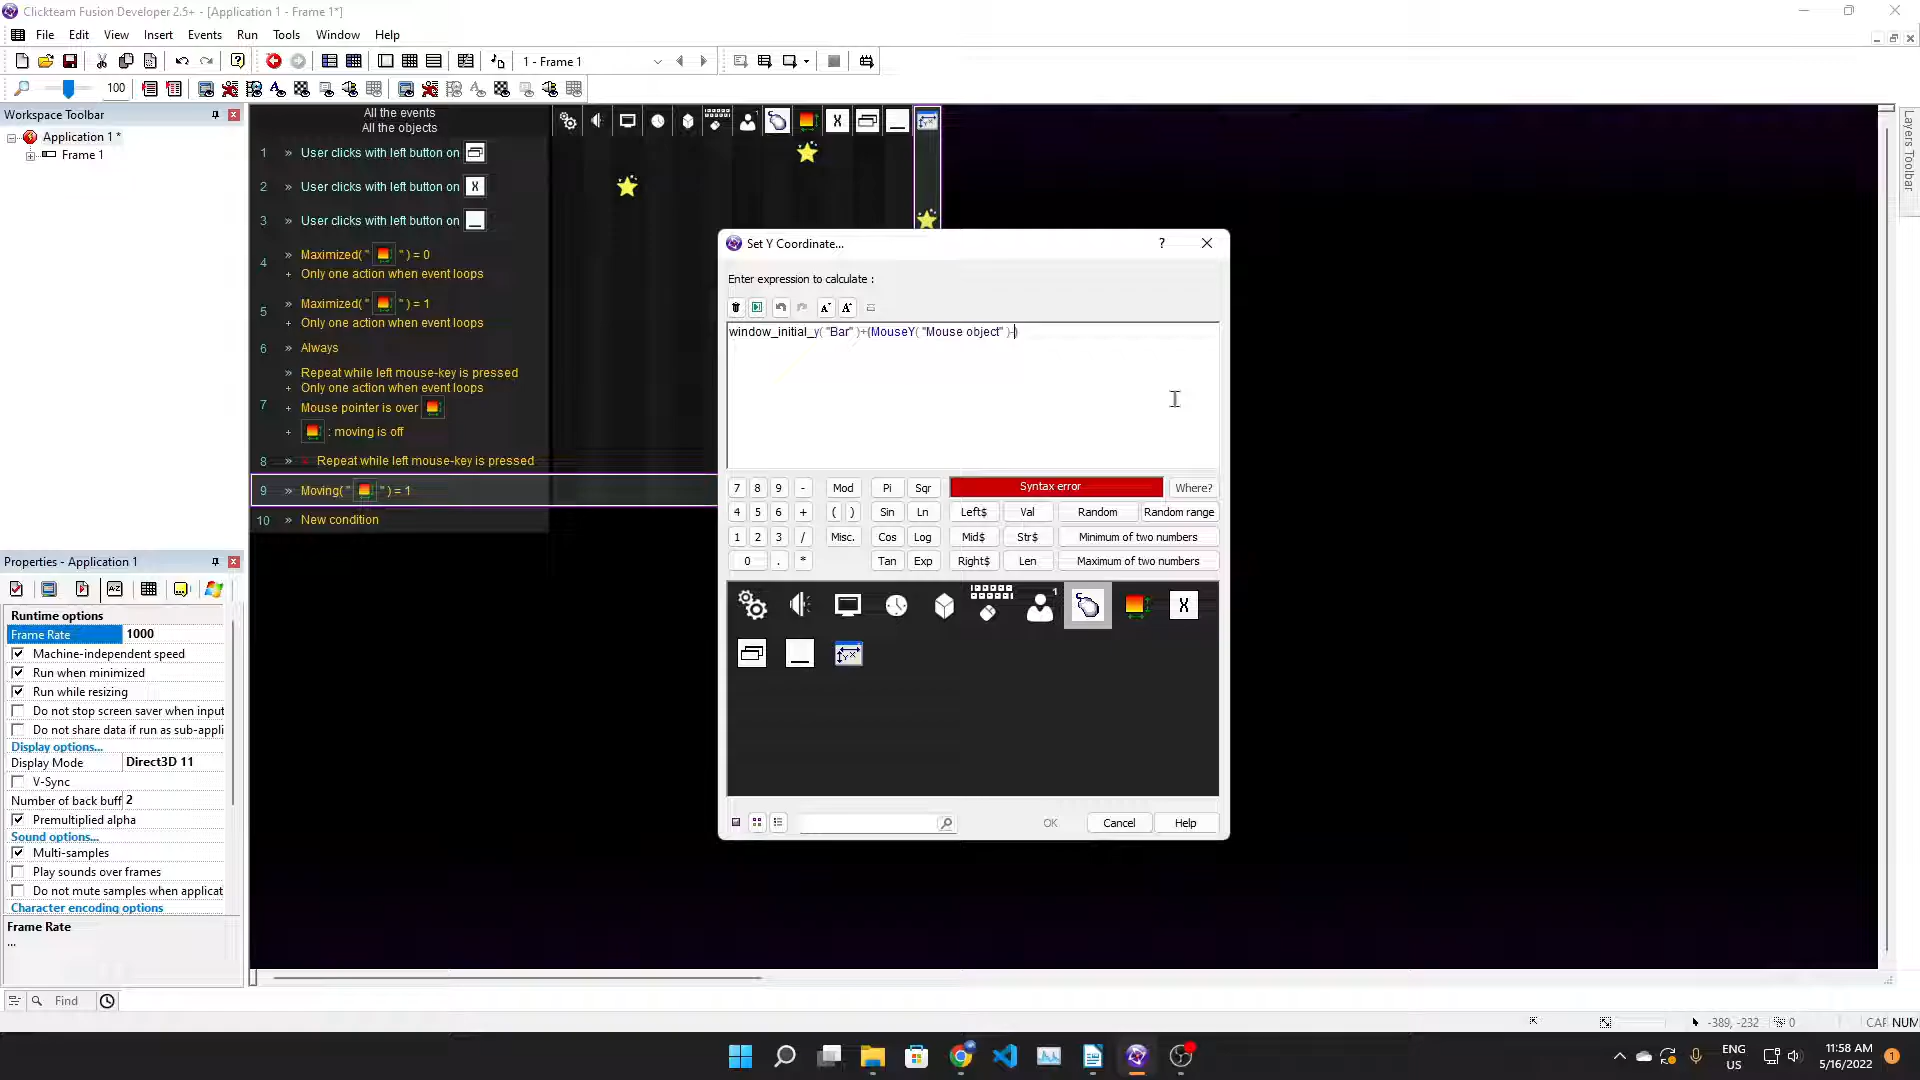 Clickteam Fusion Developer 2.5+ - [Application 1 - Frame 1*]
File Edit View Insert Events Run Tools Window Help
1 - Frame 1
100
Workspace Toolbar
Application 1 *
Frame 1
All the events
All the objects
1 » User clicks with left button on
2 » User clicks with left button on X
3 » User clicks with left button on
4 » Maximized( " " ) = 0
+ Only one action when event loops
5 » Maximized( " " ) = 1
+ Only one action when event loops
6 » Always
7 » Repeat while left mouse-key is pressed
+ Only one action when event loops
+ Mouse pointer is over
+ : moving is off
8 » Repeat while left mouse-key is pressed
9 » Moving( " " ) = 1
10 » New condition
Layers Toolbar
Set Y Coordinate...
?
Enter expression to calculate :
window_initial_y( "Bar" )+(MouseY( "Mouse object" )-)
7 8 9 - Mod Pi Sqr Syntax error Where?
4 5 6 + ( ) Sin Ln Left$ Val Random Random range
1 2 3 / Misc. Cos Log Mid$ Str$ Minimum of two numbers
0 . * Tan Exp Right$ Len Maximum of two numbers
1
X
OK Cancel Help
Properties - Application 1
Runtime options
Frame Rate 1000
Machine-independent speed
Run when minimized
Run while resizing
Do not stop screen saver when input
Do not share data if run as sub-appli
Display options...
Display Mode Direct3D 11
V-Sync
Number of back buff 2
Premultiplied alpha
Sound options...
Multi-samples
Play sounds over frames
Do not mute samples when applicat
Character encoding options
Frame Rate
...
Find
-389, -232 0 CAP NUM
ENG
US
11:58 AM
5/16/2022
1